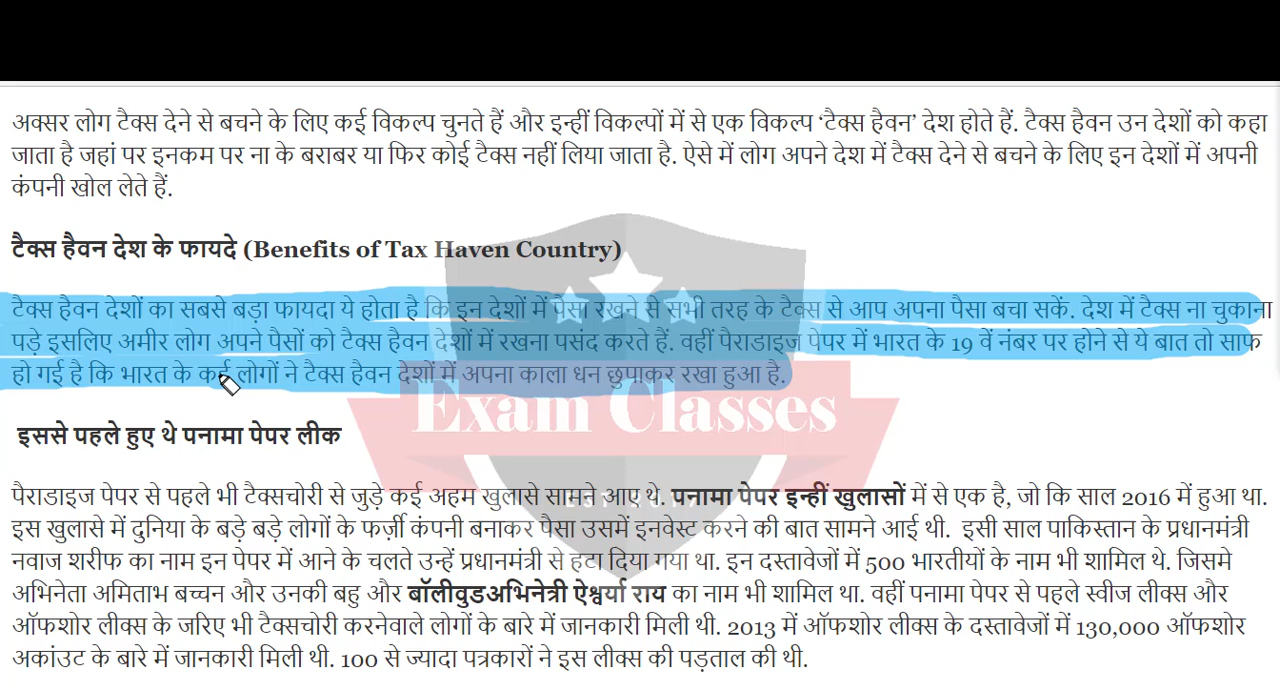 अक्सर लोग टैक्स देने से बचने के लिए कई विकल्प चुनते हैं और इन्हीं विकल्पों में से एक विकल्प ‘टैक्स हैवन’ देश होते हैं. टैक्स हैवन उन देशों को कहा
जाता है जहां पर इनकम पर ना के बराबर या फिर कोई टैक्स नहीं लिया जाता है. ऐसे में लोग अपने देश में टैक्स देने से बचने के लिए इन देशों में अपनी
कंपनी खोल लेते हैं.
टैक्स हैवन देश के फायदे (Benefits of Tax Haven Country)
टैक्स हैवन देशों का सबसे बड़ा फायदा ये होता है कि इन देशों में पैसा रखने से सभी तरह के टैक्स से आप अपना पैसा बचा सकें. देश में टैक्स ना चुकाना
पड़े इसलिए अमीर लोग अपने पैसों को टैक्स हैवन देशों में रखना पसंद करते हैं. वहीं पैराडाइज पेपर में भारत के 19 वें नंबर पर होने से ये बात तो साफ
हो गई है कि भारत के कई लोगों ने टैक्स हैवन देशों में अपना काला धन छुपाकर रखा हुआ है.
Exam Classes
इससे पहले हुए थे पनामा पेपर लीक
पैराडाइज पेपर से पहले भी टैक्सचोरी से जुड़े कई अहम खुलासे सामने आए थे. पनामा पेपर इन्हीं खुलासों में से एक है, जो कि साल 2016 में हुआ था.
इस खुलासे में दुनिया के बड़े बड़े लोगों के फर्ज़ी कंपनी बनाकर पैसा उसमें इनवेस्ट करने की बात सामने आई थी. इसी साल पाकिस्तान के प्रधानमंत्री
नवाज शरीफ का नाम इन पेपर में आने के चलते उन्हें प्रधानमंत्री से हटा दिया गया था. इन दस्तावेजों में 500 भारतीयों के नाम भी शामिल थे. जिसमे
अभिनेता अमिताभ बच्चन और उनकी बहु और बॉलीवुडअभिनेत्री ऐश्वर्या राय का नाम भी शामिल था. वहीं पनामा पेपर से पहले स्वीज लीक्स और
ऑफशोर लीक्स के जरिए भी टैक्सचोरी करनेवाले लोगों के बारे में जानकारी मिली थी. 2013 में ऑफशोर लीक्स के दस्तावेजों में 130,000 ऑफशोर
अकांउट के बारे में जानकारी मिली थी. 100 से ज्यादा पत्रकारों ने इस लीक्स की पड़ताल की थी.